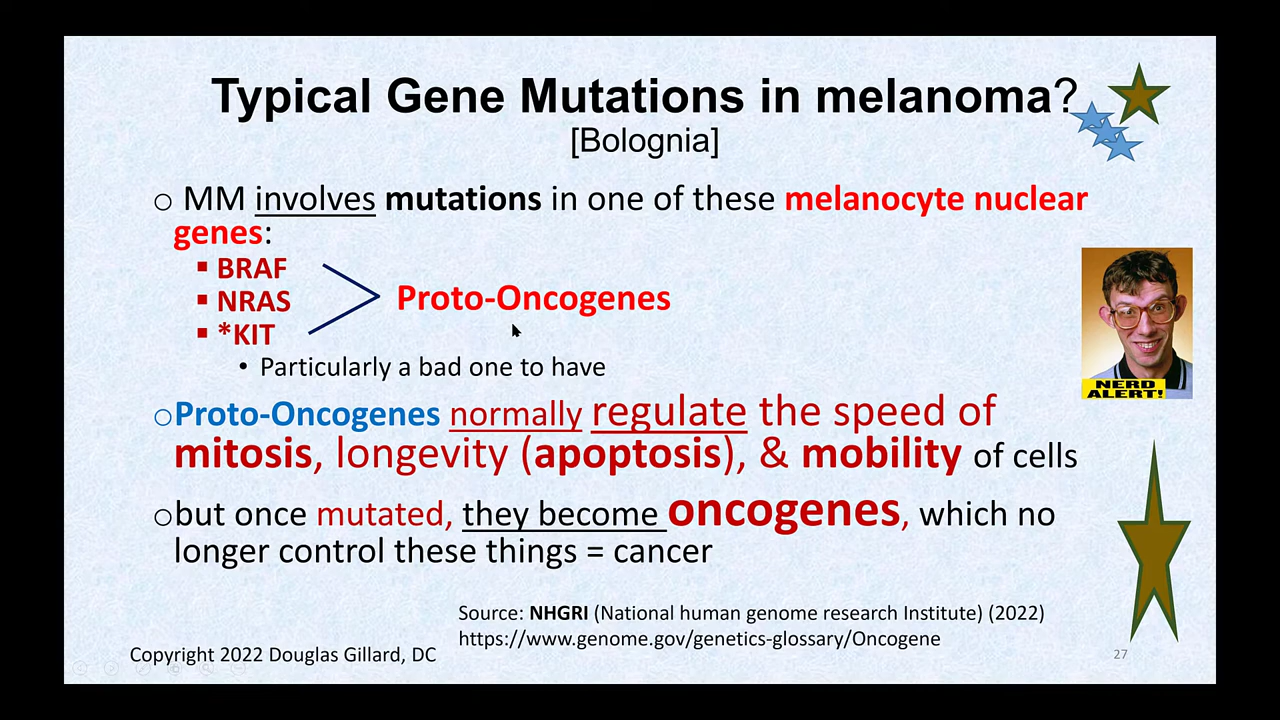 Typical Gene Mutations in melanoma?
[Bolognia]
○ MM involves mutations in one of these melanocyte nuclear
genes:
▪ BRAF
▪ NRAS
▪ *KIT
Proto-Oncogenes
• Particularly a bad one to have
○Proto-Oncogenes normally regulate the speed of
mitosis, longevity (apoptosis), & mobility of cells
○but once mutated, they become oncogenes, which no
longer control these things = cancer
NERD
ALERT!
Source: NHGRI (National human genome research Institute) (2022)
https://www.genome.gov/genetics-glossary/Oncogene
Copyright 2022 Douglas Gillard, DC
27